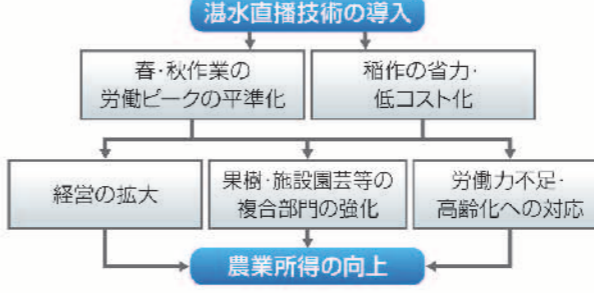 湛水直播技術の導入
春・秋作業の
労働ピークの平準化
稲作の省力・
低コスト化
経営の拡大
果樹・施設園芸等の
複合部門の強化
労働力不足・
高齢化への対応
農業所得の向上